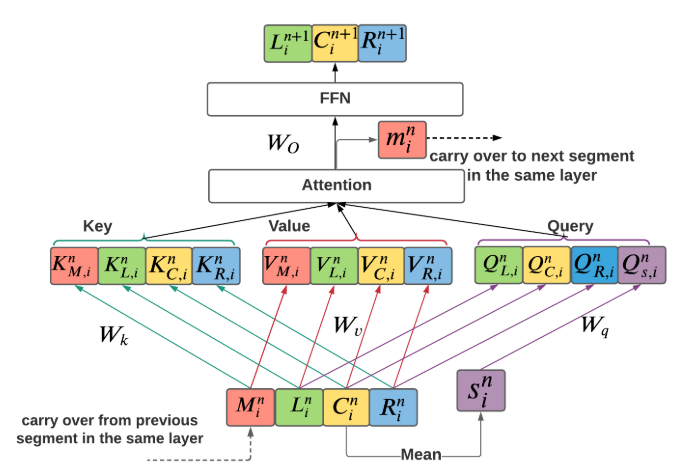 L_i^{n+1} C_i^{n+1} R_i^{n+1}
FFN
W_O
m_i^n
carry over to next segment
in the same layer
Attention
Key
Value
Query
K_{M,i}^n K_{L,i}^n K_{C,i}^n K_{R,i}^n
V_{M,i}^n V_{L,i}^n V_{C,i}^n V_{R,i}^n
Q_{L,i}^n Q_{C,i}^n Q_{R,i}^n Q_{s,i}^n
W_k
W_v
W_q
M_i^n L_i^n C_i^n R_i^n
s_i^n
carry over from previous
segment in the same layer
Mean